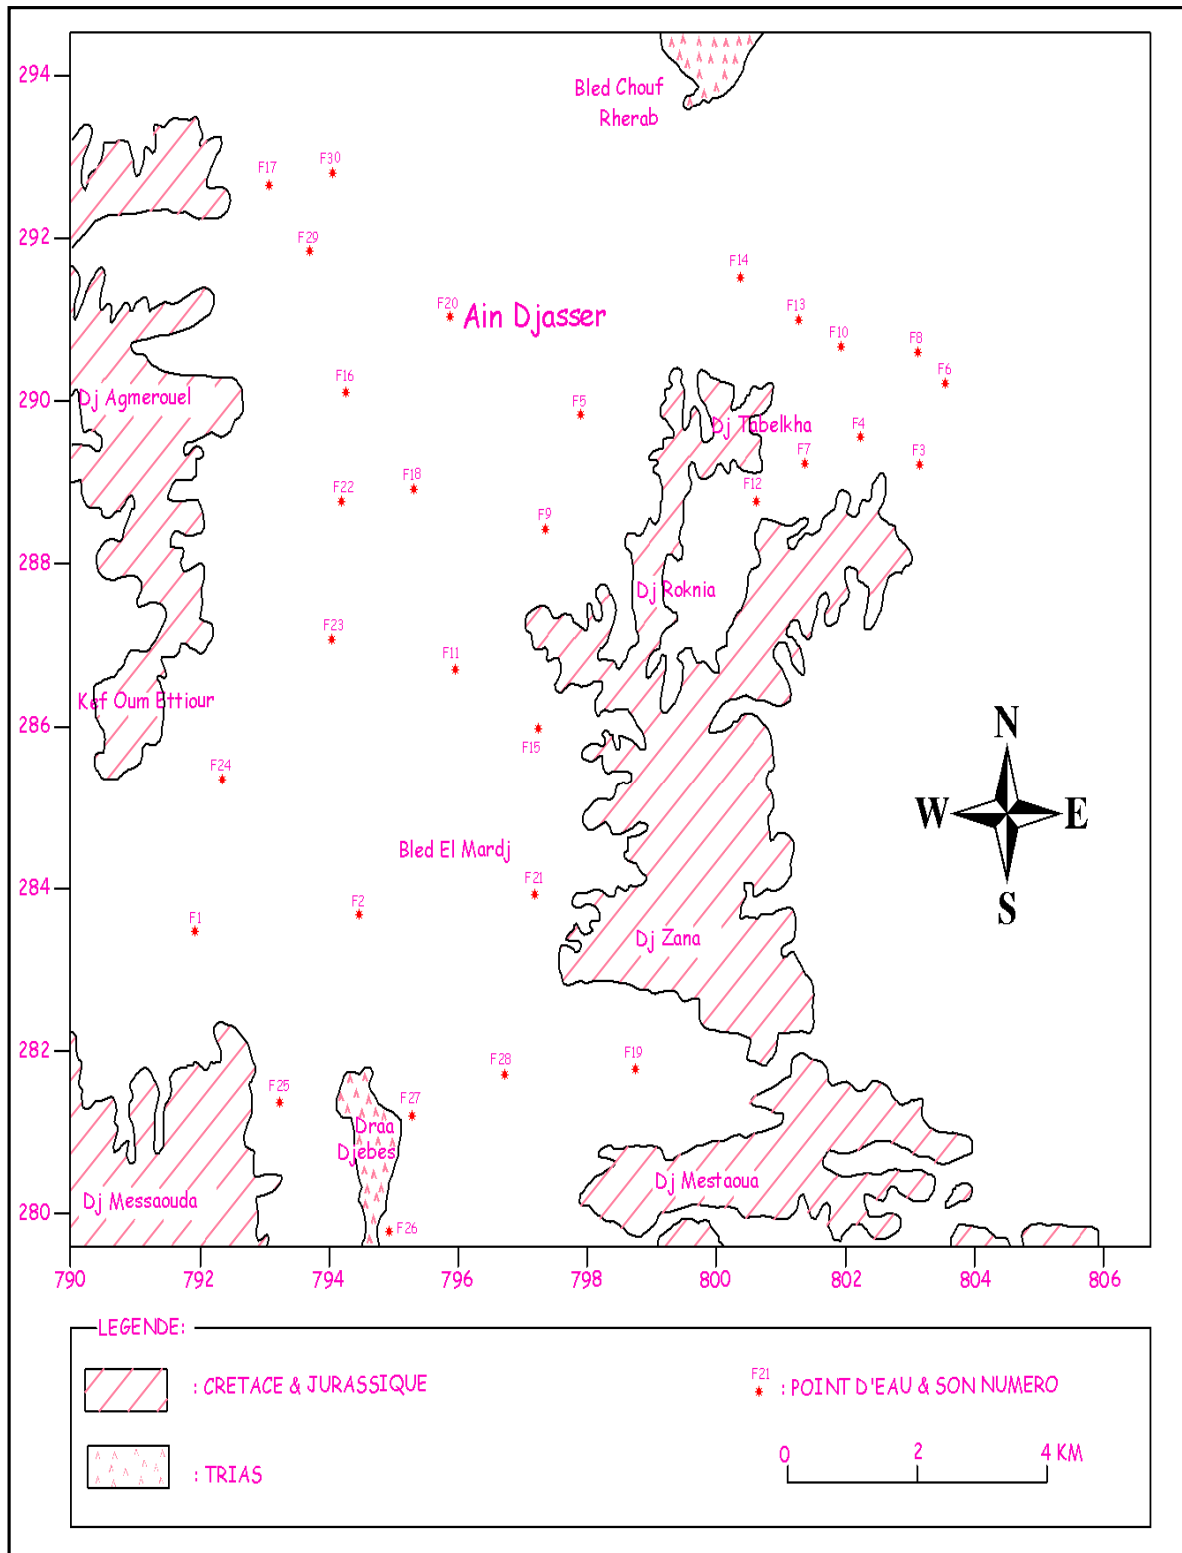 294
Bled Chouf
Rherab
F17
F30
292
F29
F14
F20
Ain Djasser
F13
F10
F8
F6
F16
290
Dj Agmerouel
F5
Dj Tabelkha
F4
F7
F3
F22
F18
F12
F9
288
Dj Roknia
F23
F11
Kef Oum Ettiour
286
F15
N
F24
W
E
Bled El Mardj
284
F21
S
F2
F1
Dj Zana
282
F28
F19
F25
F27
Draa
Djebes
Dj Mestaoua
Dj Messaouda
280
F26
790
792
794
796
798
800
802
804
806
LEGENDE:
: CRETACE & JURASSIQUE
F21
: POINT D'EAU & SON NUMERO
: TRIAS
0 2 4 KM